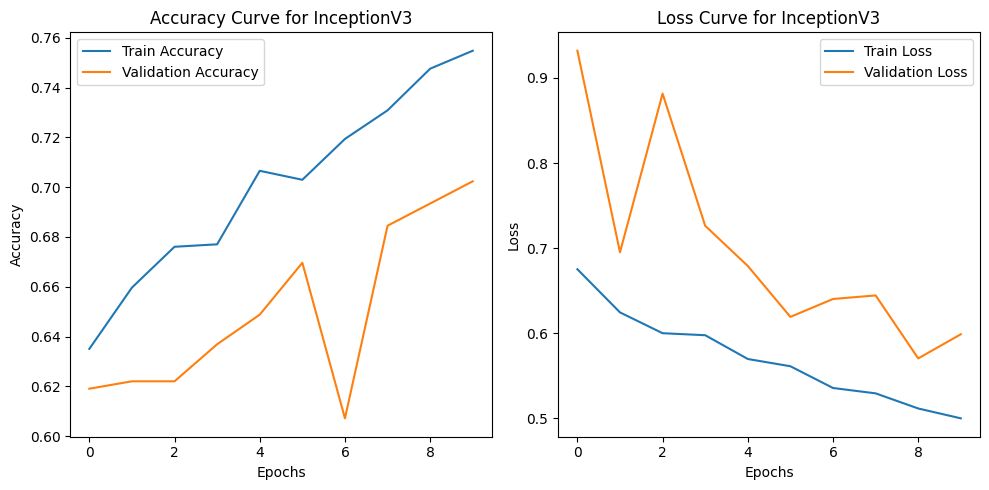 Accuracy Curve for InceptionV3
Train Accuracy
Validation Accuracy
0.76
0.74
0.72
0.70
0.68
0.66
0.64
0.62
0.60
Accuracy
0 2 4 6 8
Epochs
Loss Curve for InceptionV3
Train Loss
Validation Loss
0.9
0.8
0.7
0.6
0.5
Loss
0 2 4 6 8
Epochs